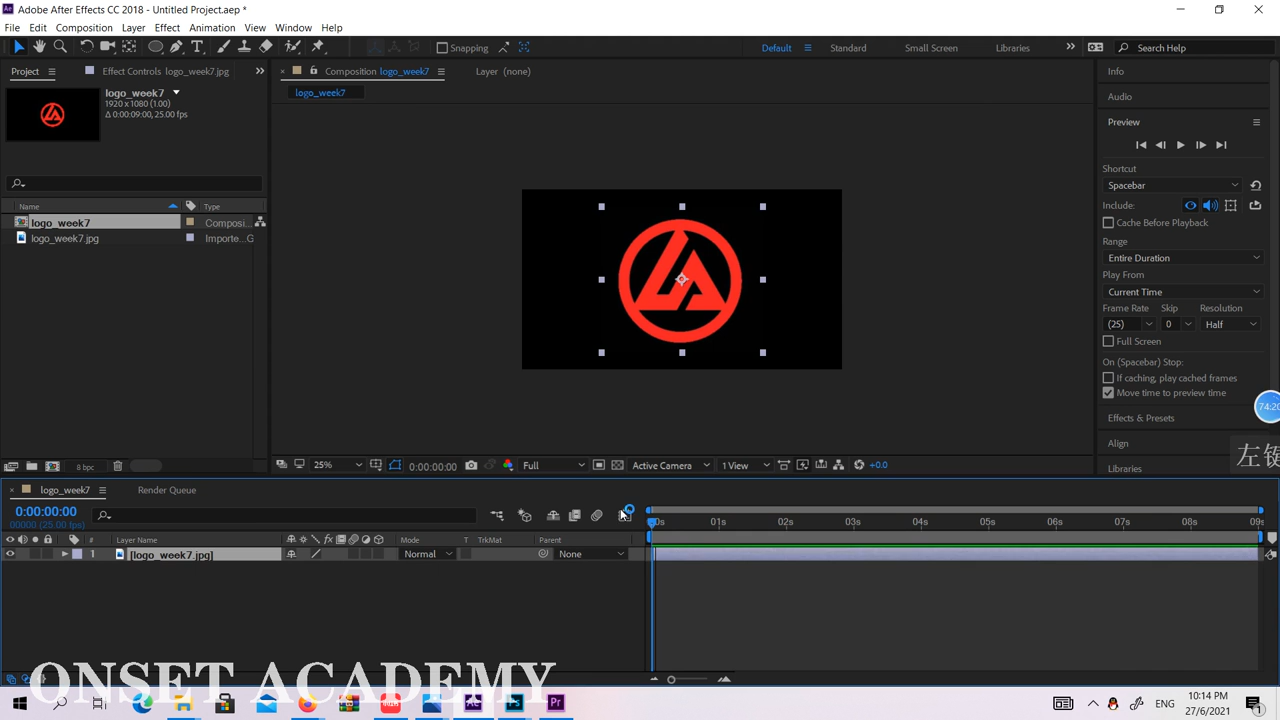 Adobe After Effects CC 2018 - Untitled Project.aep *
File Edit Composition Layer Effect Animation View Window Help
Snapping
Default Standard Small Screen Libraries Search Help
Project Effect Controls logo_week7.jpg
Composition logo_week7 Layer (none)
logo_week7
logo_week7
1920 x 1080 (1.00)
Δ 0:00:09:00, 25.00 fps
Name Type
logo_week7 Composi...
logo_week7.jpg Importe...G
8 bpc
25% 0:00:00:00 Full Active Camera 1 View +0.0
Info
Audio
Preview
Shortcut
Spacebar
Include:
Cache Before Playback
Range
Entire Duration
Play From
Current Time
Frame Rate Skip Resolution
(25) 0 Half
Full Screen
On (Spacebar) Stop:
If caching, play cached frames
Move time to preview time
74:20
Effects & Presets
Align
Libraries
左键
logo_week7 Render Queue
0:00:00:00
00000 (25.00 fps)
01s 02s 03s 04s 05s 06s 07s 08s 09s
# Layer Name Mode T TrkMat Parent
1 [logo_week7.jpg] Normal None
ONSET ACADEMY
ENG
10:14 PM
27/6/2021